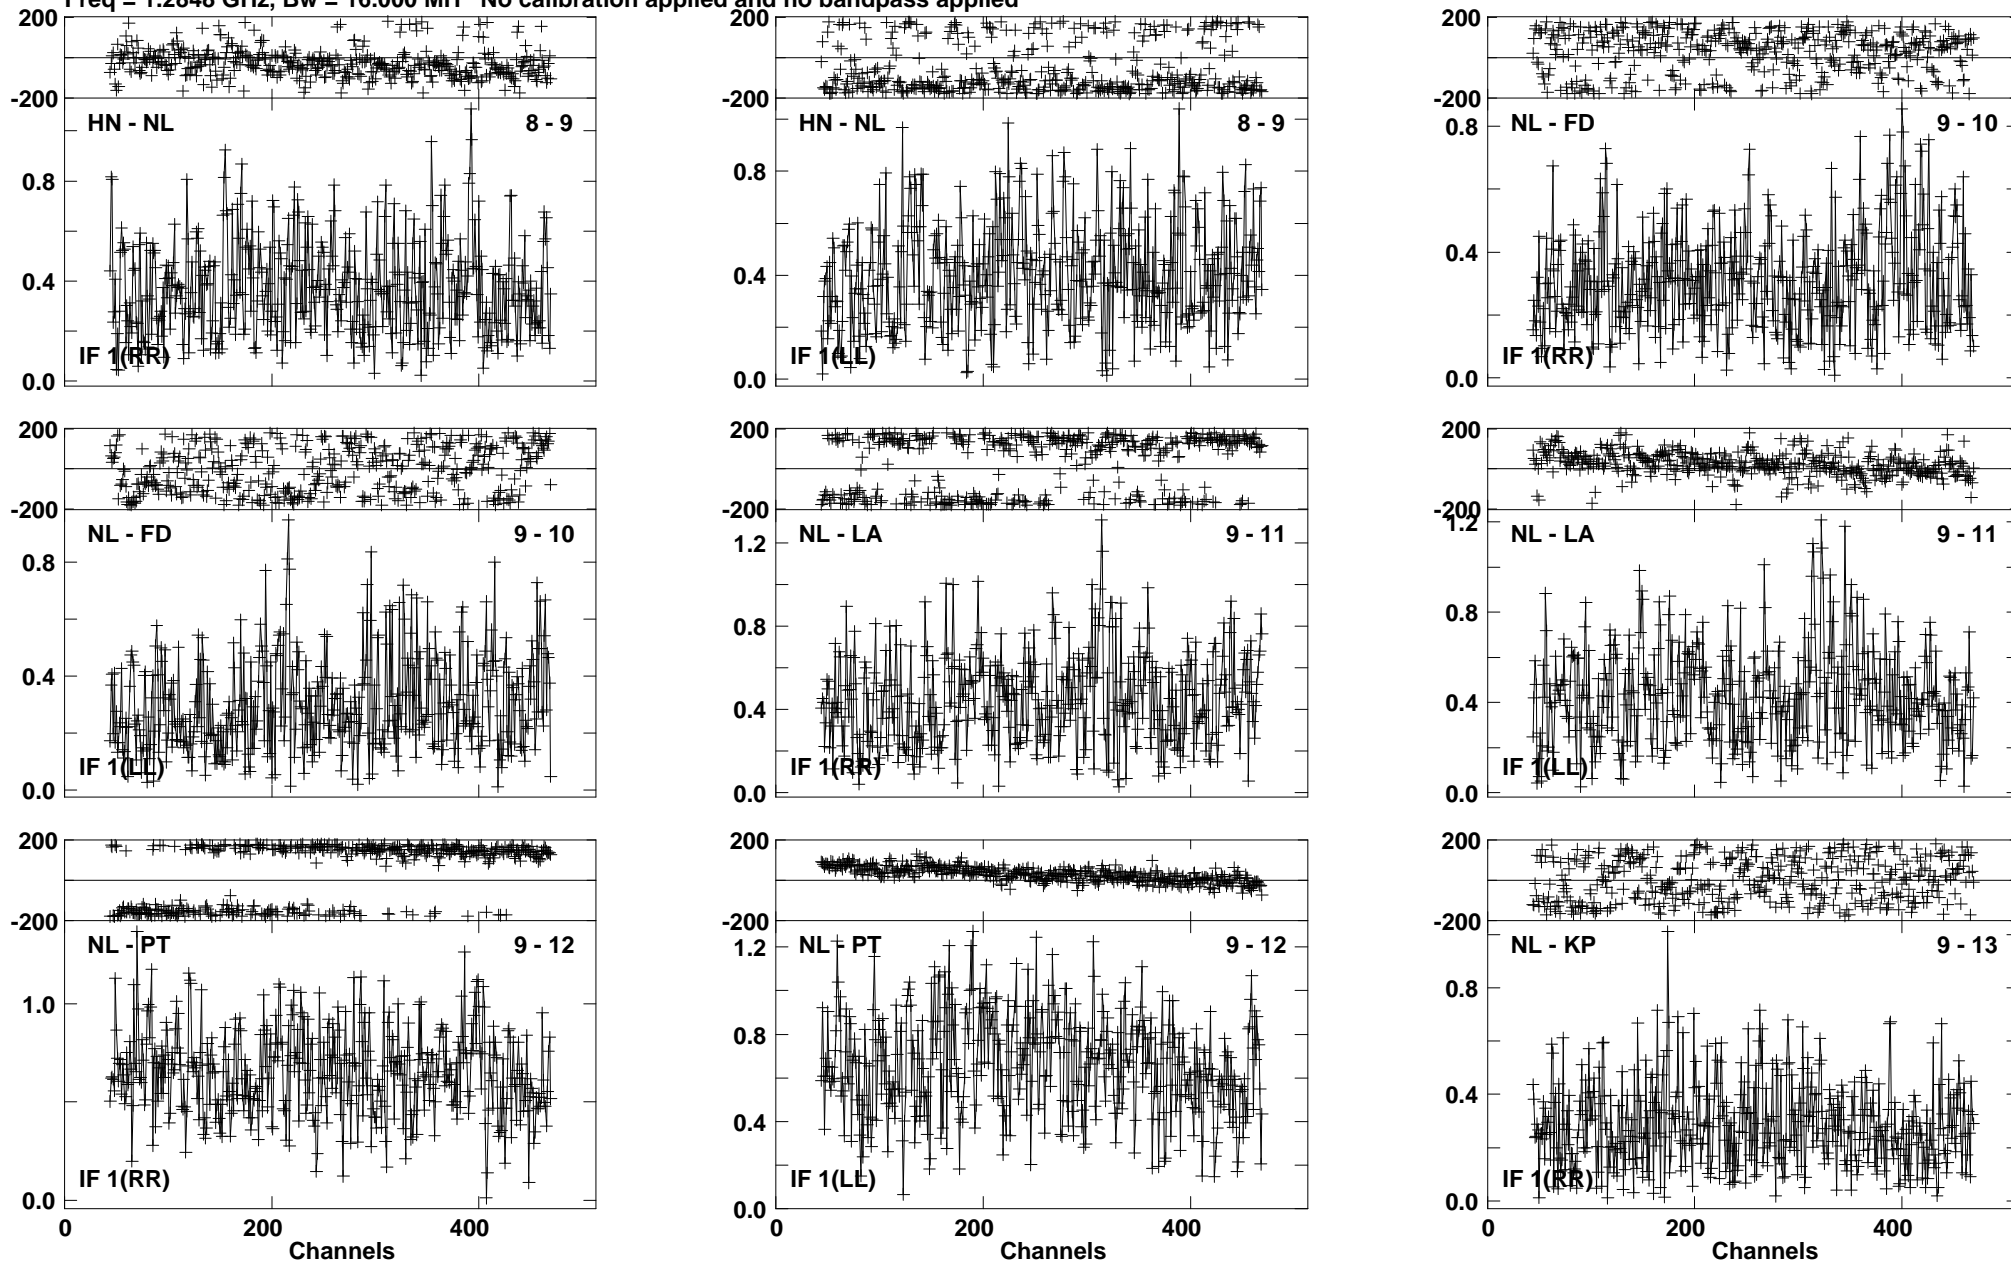 Freq = 1.2848 GHz, Bw = 16.000 MH No calibration applied and no bandpass applied
200 200 200
-200 -200 -200
HN - NL 8 - 9 HN - NL 8 - 9 NL - FD 9 - 10
0.8 0.8 0.8
0.4 0.4 0.4
IF 1(RR) IF 1(LL) IF 1(RR)
0.0 0.0 0.0
200 200 200
-200 -200 -200
NL - FD 9 - 10 NL - LA 9 - 11 NL - LA 9 - 11
0.8 1.2 1.2
0.4 0.8 0.8
0.4 0.4
IF 1(LL) IF 1(RR) IF 1(LL)
0.0 0.0 0.0
200 200 200
-200 -200 -200
NL - PT 9 - 12 NL - PT 9 - 12 NL - KP 9 - 13
1.0 1.2 0.8
0.8 0.4
0.4
IF 1(RR) IF 1(LL) IF 1(RR)
0.0 0.0 0.0
0 200 400 0 200 400 0 200 400
Channels Channels Channels